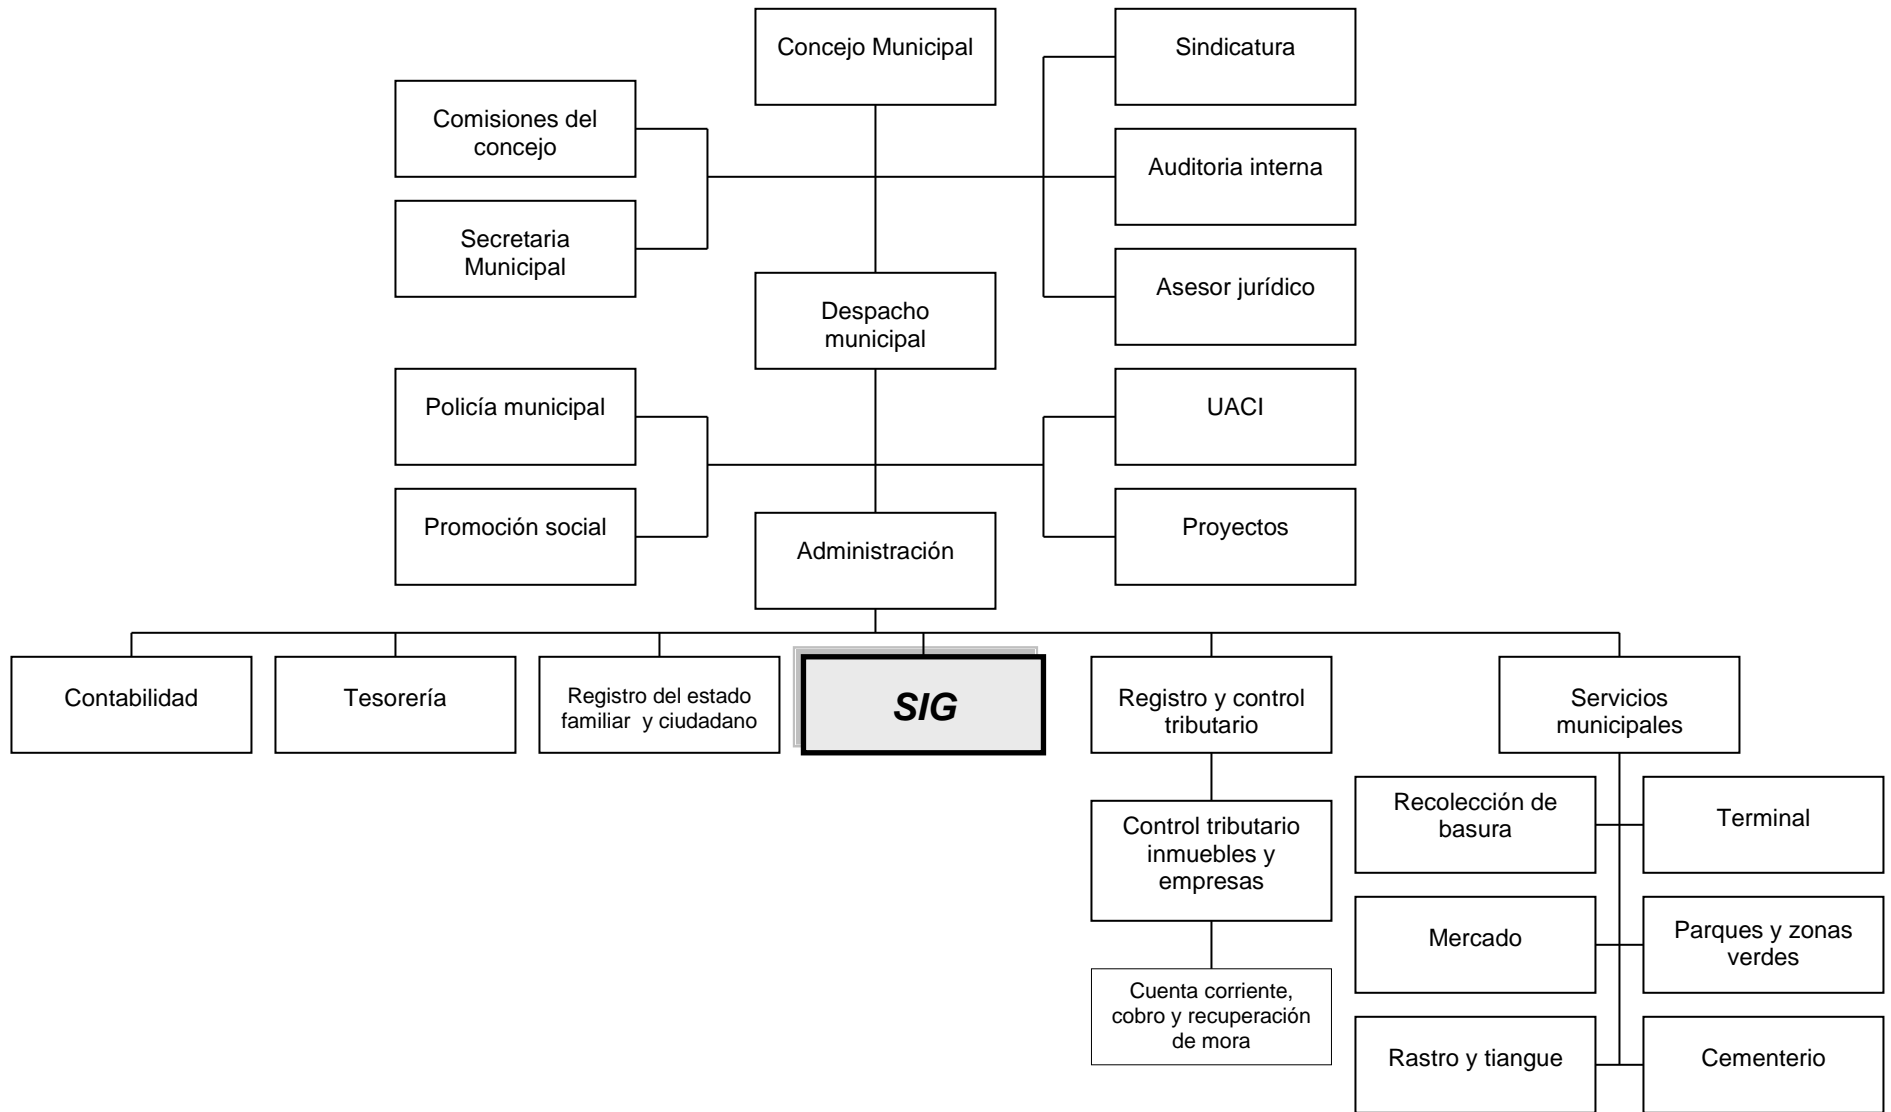 Concejo Municipal
Sindicatura
Comisiones del
concejo
Auditoria interna
Secretaria
Municipal
Asesor jurídico
Despacho
municipal
Policía municipal
UACI
Promoción social
Proyectos
Administración
Contabilidad
Tesorería
Registro del estado
familiar y ciudadano
SIG
Registro y control
tributario
Servicios
municipales
Control tributario
inmuebles y
empresas
Recolección de
basura
Terminal
Mercado
Parques y zonas
verdes
Cuenta corriente,
cobro y recuperación
de mora
Rastro y tiangue
Cementerio